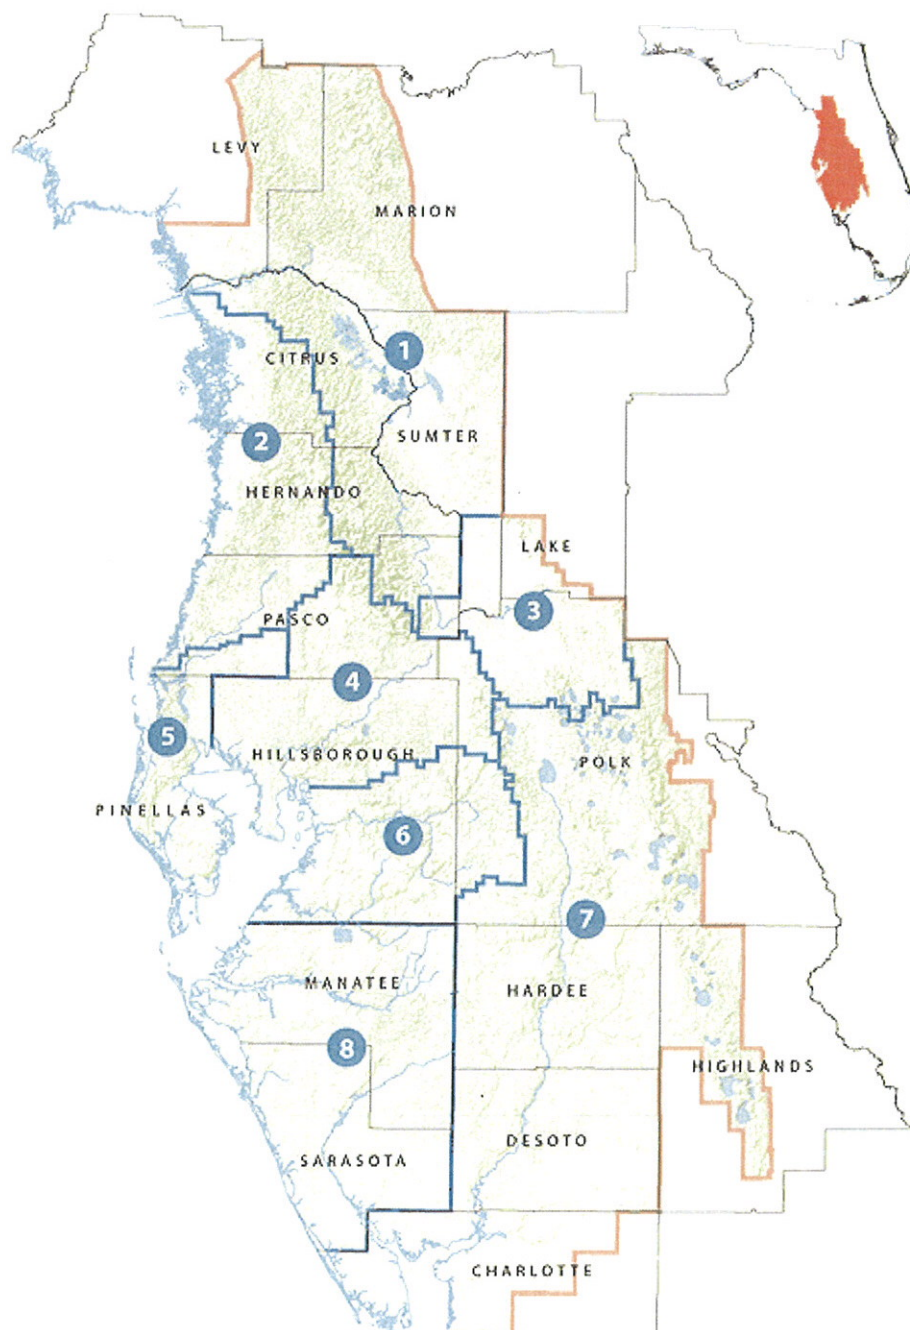 LEVY
MARION
CITRUS
1
SUMTER
2
HERNANDO
LAKE
3
PASCO
4
5
HILLSBOROUGH
POLK
PINELLAS
6
7
MANATEE
HARDEE
8
HIGHLANDS
DESOTO
SARASOTA
CHARLOTTE